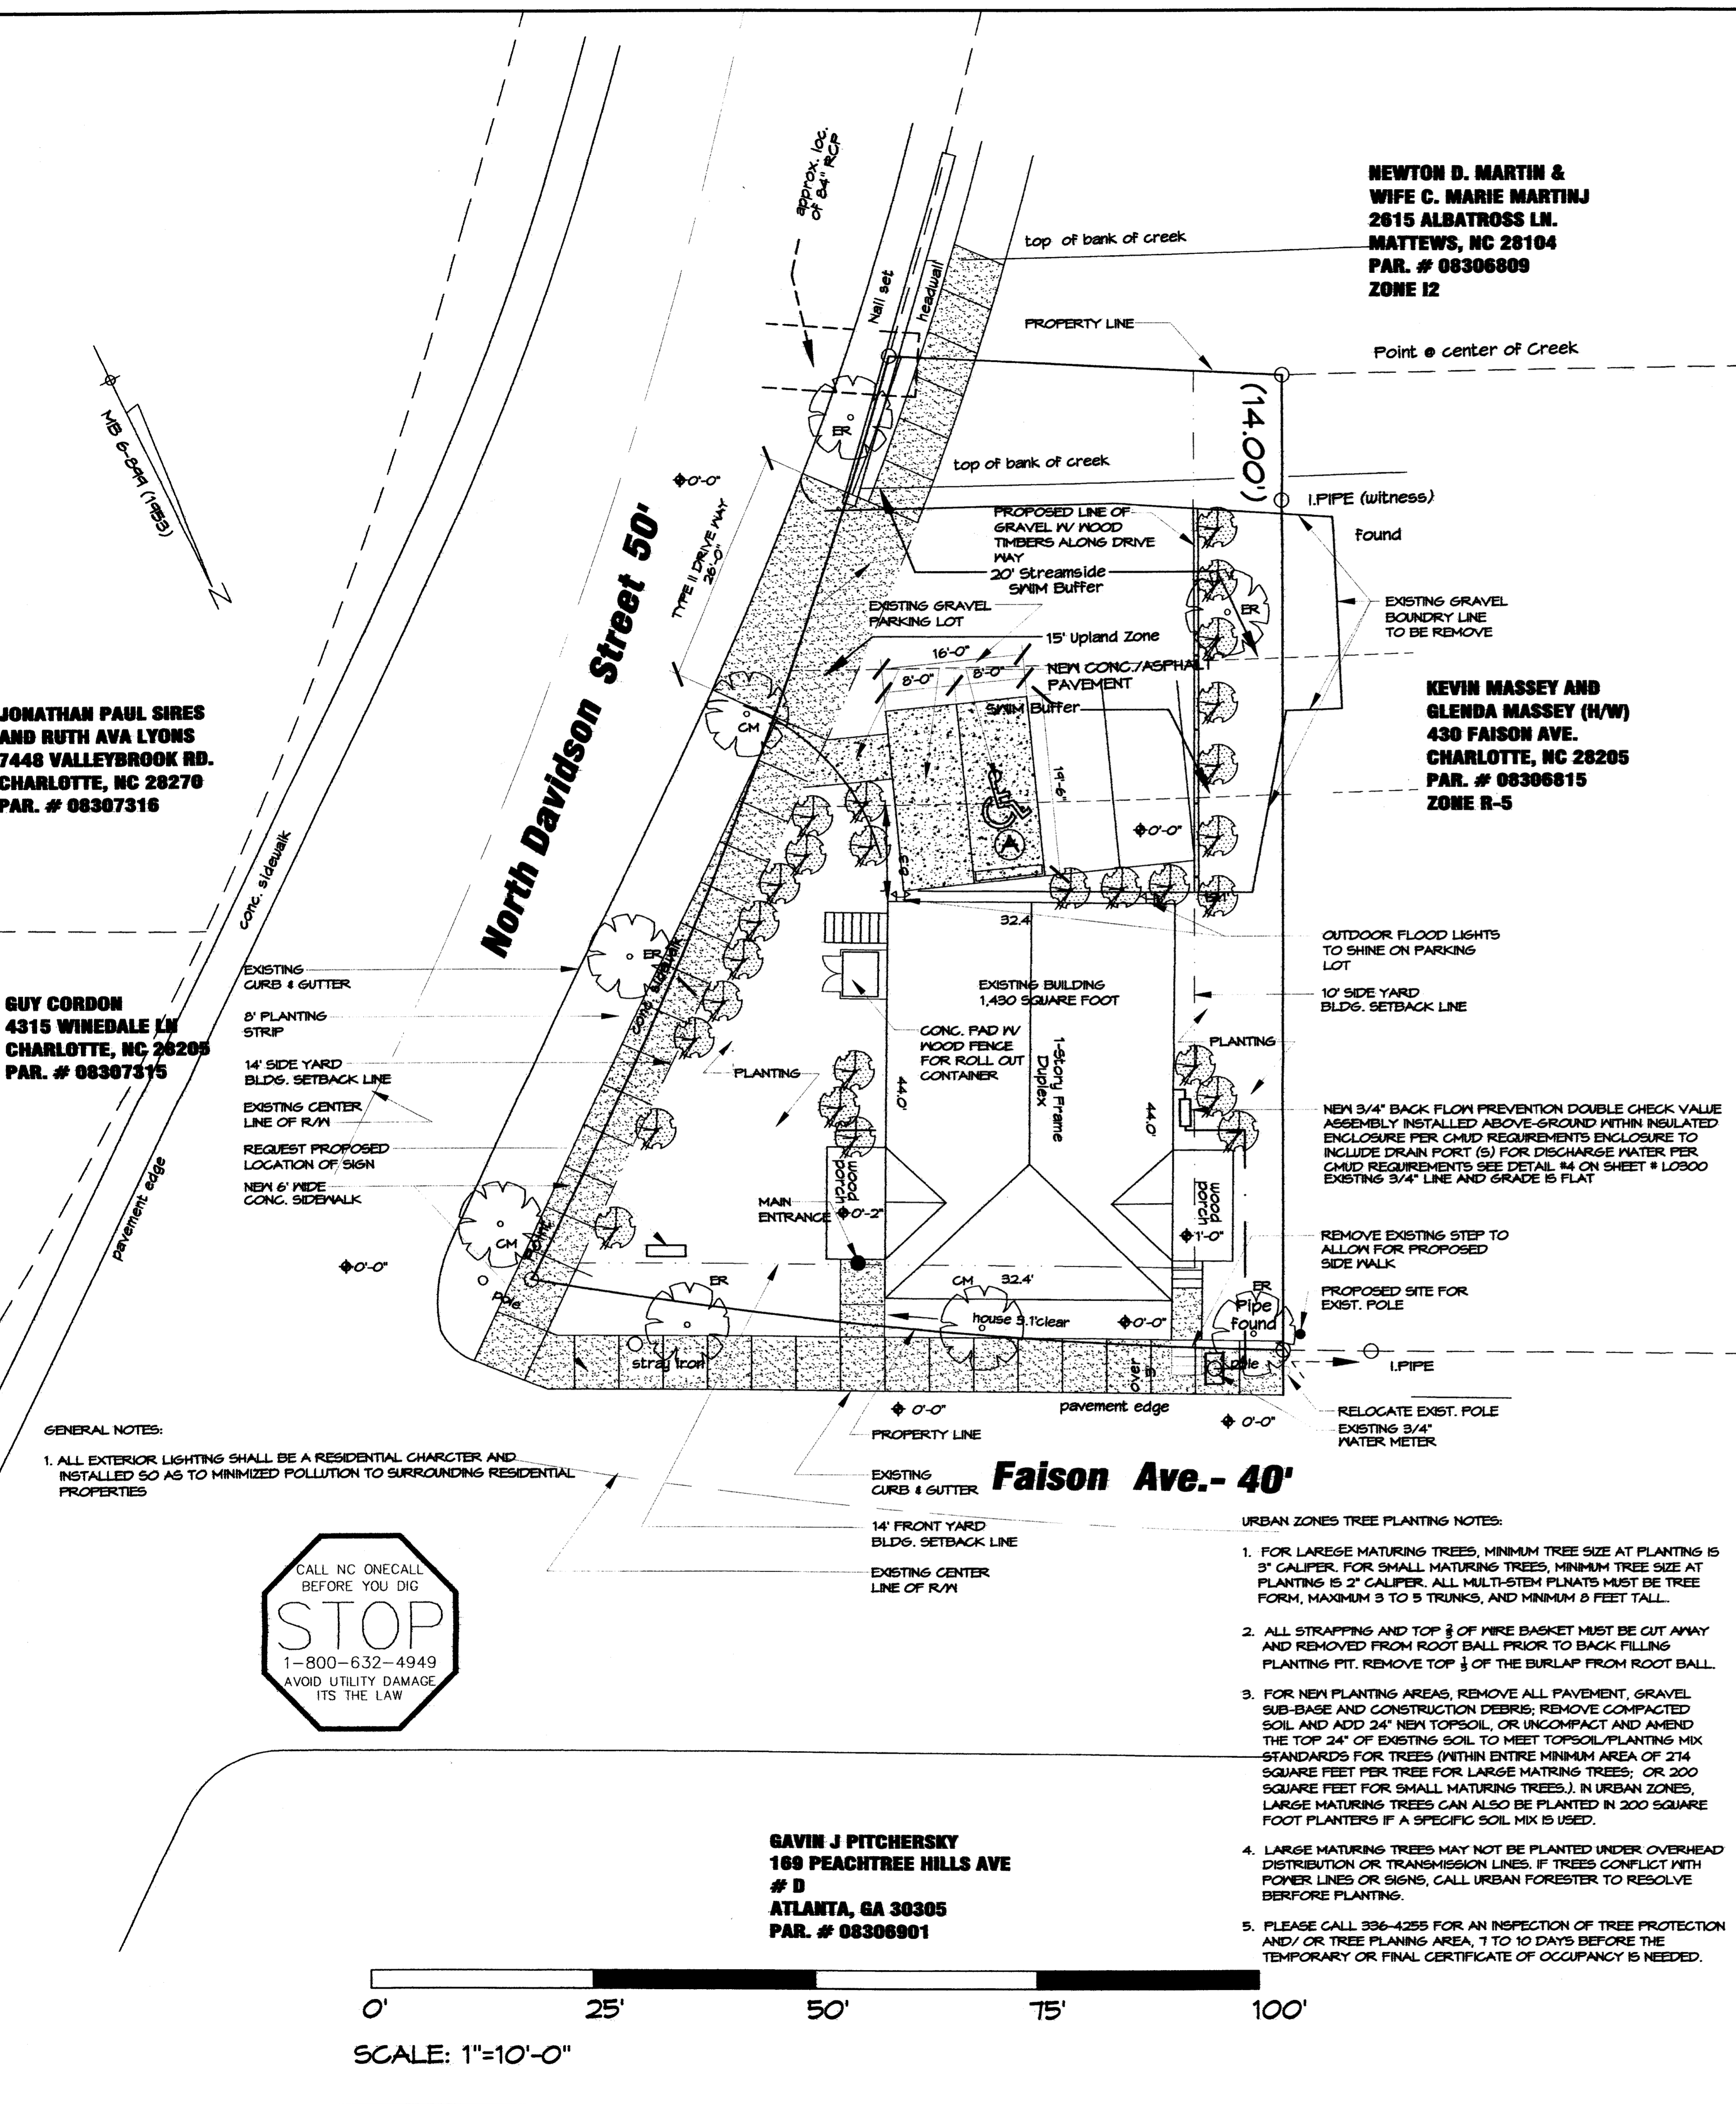 approx. loc.
of 84" RCP
NEWTON D. MARTIN &
WIFE C. MARIE MARTINJ
2615 ALBATROSS LN.
MATTEWS, NC 28104
PAR. # 08306809
ZONE I2
top of bank of creek
Nail set
headwall
PROPERTY LINE
Point @ center of Creek
MB 6-899 (1953)
N
ER
(14.00')
top of bank of creek
0'-0"
I.PIPE (witness)
found
North Davidson Street 50'
TYPE II DRIVE WAY
26'-0"
PROPOSED LINE OF
GRAVEL W/ WOOD
TIMBERS ALONG DRIVE
WAY
20' Streamside
SWIM Buffer
ER
EXISTING GRAVEL
PARKING LOT
EXISTING GRAVEL
BOUNDRY LINE
TO BE REMOVE
15' Upland Zone
16'-0"
8'-0"
8'-0"
NEW CONC./ASPHALT
PAVEMENT
SWIM Buffer
CM
19'-6"
0'-0"
JONATHAN PAUL SIRES
AND RUTH AVA LYONS
7448 VALLEYBROOK RD.
CHARLOTTE, NC 28270
PAR. # 08307316
KEVIN MASSEY AND
GLENDA MASSEY (H/W)
430 FAISON AVE.
CHARLOTTE, NC 28205
PAR. # 08306815
ZONE R-5
conc. sidewalk
32.4
ER
conc. sidewalk
OUTDOOR FLOOD LIGHTS
TO SHINE ON PARKING
LOT
EXISTING
CURB & GUTTER
EXISTING BUILDING
1,430 SQUARE FOOT
10' SIDE YARD
BLDG. SETBACK LINE
GUY CORDON
4315 WINEDALE LN
CHARLOTTE, NC 28205
PAR. # 08307315
8' PLANTING
STRIP
CONC. PAD W/
WOOD FENCE
FOR ROLL OUT
CONTAINER
1-Story Frame
Duplex
PLANTING
14' SIDE YARD
BLDG. SETBACK LINE
PLANTING
44.0'
44.0'
EXISTING CENTER
LINE OF R/W
NEW 3/4" BACK FLOW PREVENTION DOUBLE CHECK VALUE
ASSEMBLY INSTALLED ABOVE-GROUND WITHIN INSULATED
ENCLOSURE PER CMUD REQUIREMENTS ENCLOSURE TO
INCLUDE DRAIN PORT (S) FOR DISCHARGE WATER PER
CMUD REQUIREMENTS SEE DETAIL #4 ON SHEET # L0300
EXISTING 3/4" LINE AND GRADE IS FLAT
REQUEST PROPOSED
LOCATION OF SIGN
NEW 6' WIDE
CONC. SIDEWALK
pavement edge
wood
porch
0'-2"
MAIN
ENTRANCE
wood
porch
1'-0"
REMOVE EXISTING STEP TO
ALLOW FOR PROPOSED
SIDE WALK
CM
Point
0'-0"
pole
ER
CM
32.4'
ER
PROPOSED SITE FOR
EXIST. POLE
Pipe
found
house 5.1'clear
0'-0"
stray iron
over
pole
I.PIPE
0'-0"
pavement edge
0'-0"
RELOCATE EXIST. POLE
EXISTING 3/4"
WATER METER
PROPERTY LINE
GENERAL NOTES:
1. ALL EXTERIOR LIGHTING SHALL BE A RESIDENTIAL CHARCTER AND
INSTALLED SO AS TO MINIMIZED POLLUTION TO SURROUNDING RESIDENTIAL
PROPERTIES
EXISTING
CURB & GUTTER
Faison Ave.- 40'
14' FRONT YARD
BLDG. SETBACK LINE
EXISTING CENTER
LINE OF R/W
CALL NC ONECALL
BEFORE YOU DIG
STOP
1-800-632-4949
AVOID UTILITY DAMAGE
ITS THE LAW
URBAN ZONES TREE PLANTING NOTES:
1. FOR LAREGE MATURING TREES, MINIMUM TREE SIZE AT PLANTING IS
3" CALIPER. FOR SMALL MATURING TREES, MINIMUM TREE SIZE AT
PLANTING IS 2" CALIPER. ALL MULTI-STEM PLNATS MUST BE TREE
FORM, MAXIMUM 3 TO 5 TRUNKS, AND MINIMUM 8 FEET TALL.
2. ALL STRAPPING AND TOP 2/3 OF WIRE BASKET MUST BE CUT AWAY
AND REMOVED FROM ROOT BALL PRIOR TO BACK FILLING
PLANTING PIT. REMOVE TOP 1/3 OF THE BURLAP FROM ROOT BALL.
3. FOR NEW PLANTING AREAS, REMOVE ALL PAVEMENT, GRAVEL
SUB-BASE AND CONSTRUCTION DEBRIS; REMOVE COMPACTED
SOIL AND ADD 24" NEW TOPSOIL, OR UNCOMPACT AND AMEND
THE TOP 24" OF EXISTING SOIL TO MEET TOPSOIL/PLANTING MIX
STANDARDS FOR TREES (WITHIN ENTIRE MINIMUM AREA OF 274
SQUARE FEET PER TREE FOR LARGE MATRING TREES; OR 200
SQUARE FEET FOR SMALL MATURING TREES.). IN URBAN ZONES,
LARGE MATURING TREES CAN ALSO BE PLANTED IN 200 SQUARE
FOOT PLANTERS IF A SPECIFIC SOIL MIX IS USED.
4. LARGE MATURING TREES MAY NOT BE PLANTED UNDER OVERHEAD
DISTRIBUTION OR TRANSMISSION LINES. IF TREES CONFLICT WITH
POWER LINES OR SIGNS, CALL URBAN FORESTER TO RESOLVE
BERFORE PLANTING.
5. PLEASE CALL 336-4255 FOR AN INSPECTION OF TREE PROTECTION
AND/ OR TREE PLANING AREA, 7 TO 10 DAYS BEFORE THE
TEMPORARY OR FINAL CERTIFICATE OF OCCUPANCY IS NEEDED.
GAVIN J PITCHERSKY
169 PEACHTREE HILLS AVE
# D
ATLANTA, GA 30305
PAR. # 08306901
0' 25' 50' 75' 100'
SCALE: 1"=10'-0"